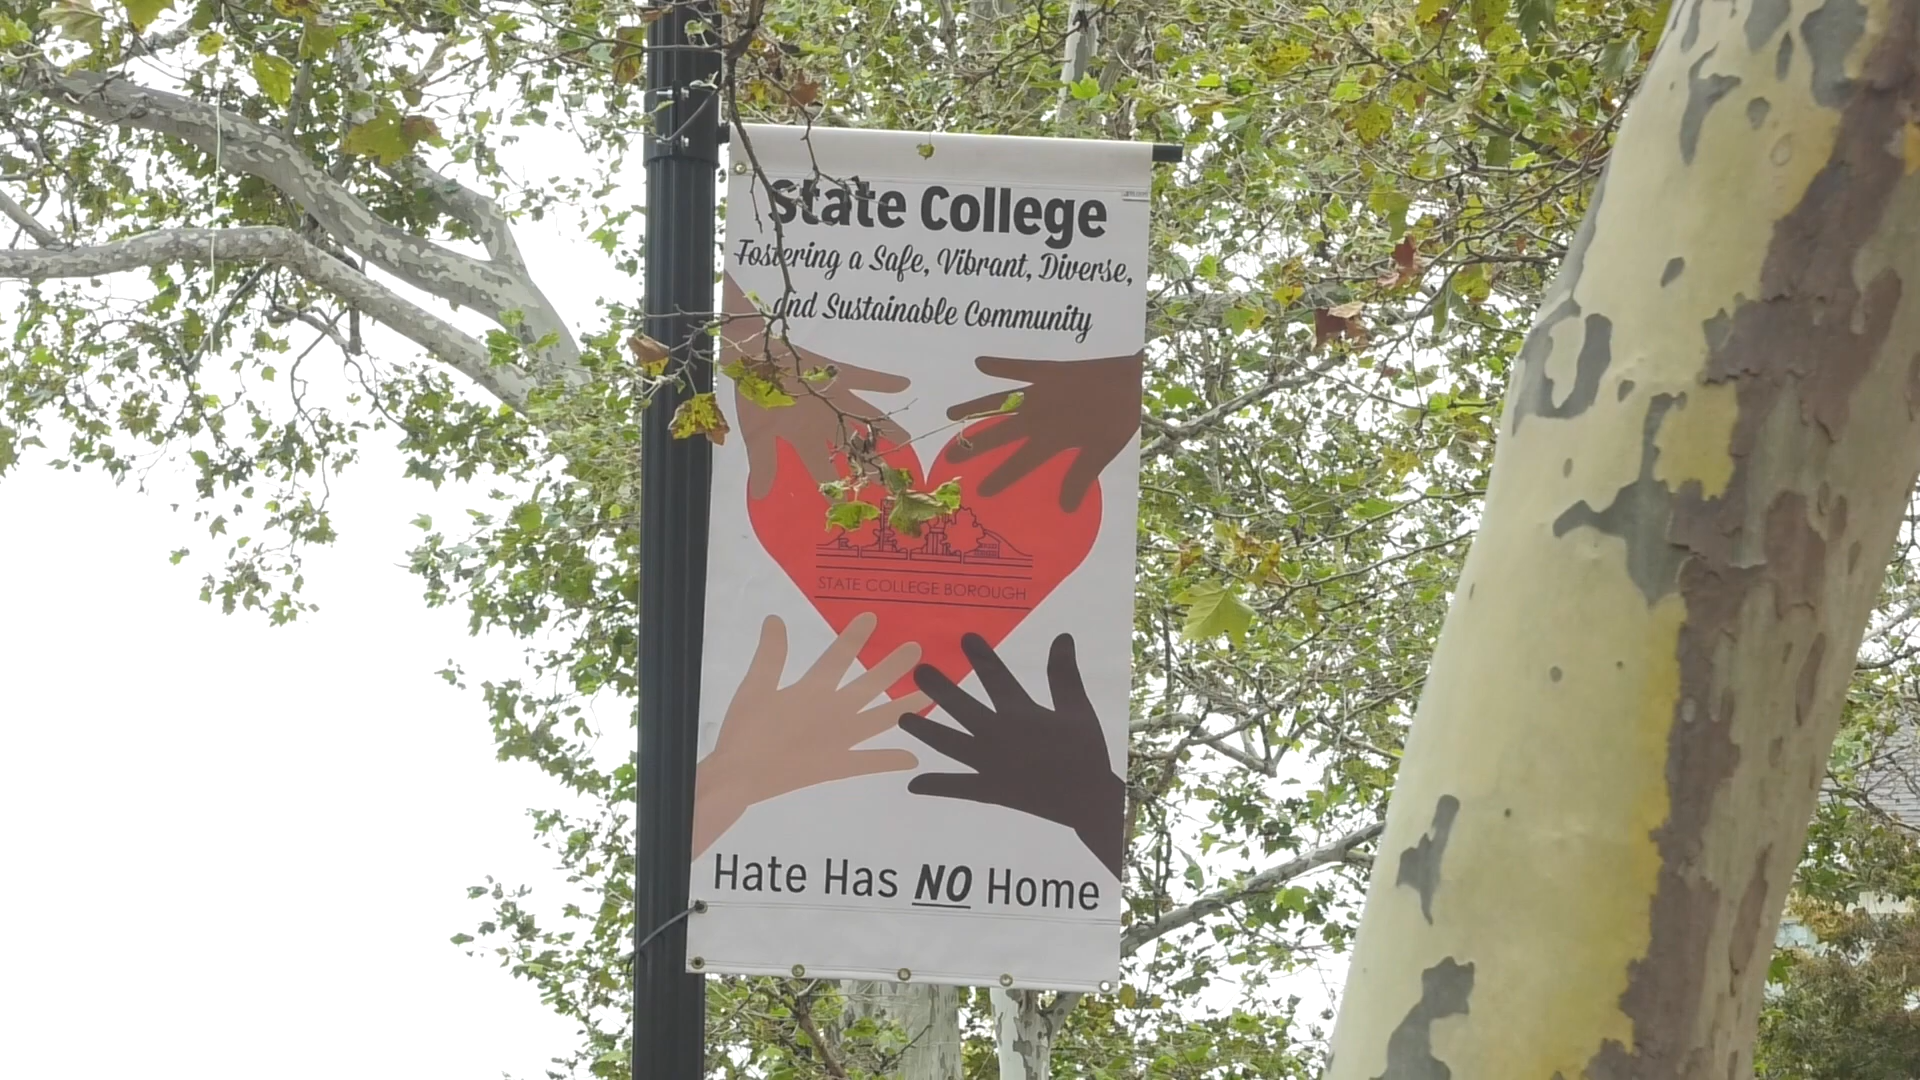 State College
Fostering a Safe, Vibrant, Diverse,
and Sustainable Community
STATE COLLEGE BOROUGH
Hate Has NO Home